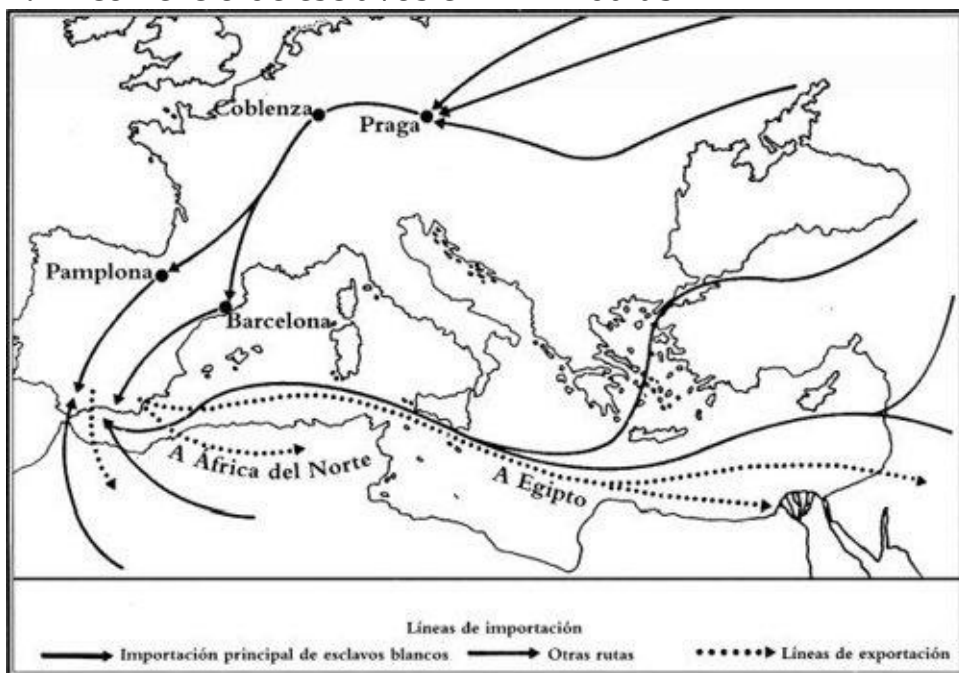 Coblenza
Praga
Pamplona
Barcelona
A África del Norte
A Egipto
Líneas de importación
Importación principal de esclavos blancos
Otras rutas
Líneas de exportación